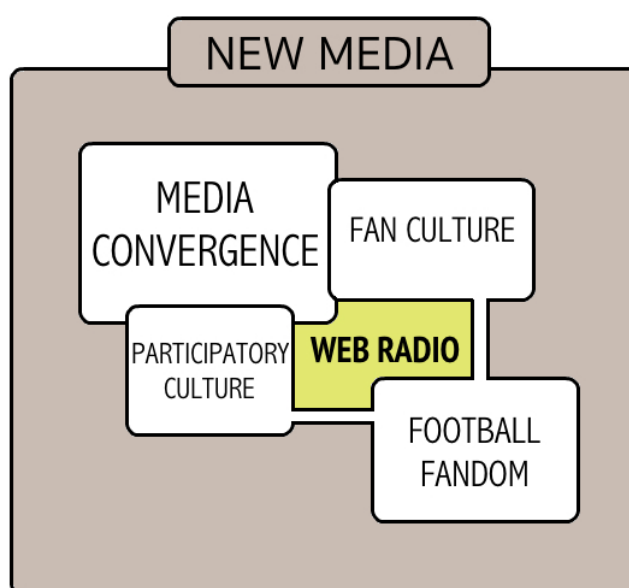 NEW MEDIA
MEDIA
CONVERGENCE
FAN CULTURE
PARTICIPATORY
CULTURE
WEB RADIO
FOOTBALL
FANDOM